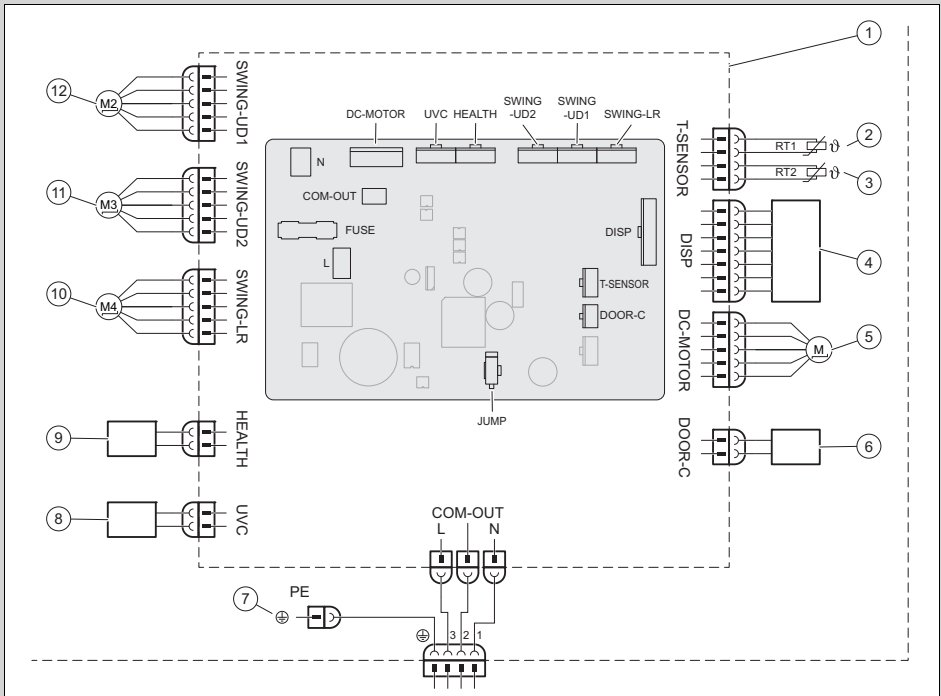 1
12
M2
SWING-UD1
DC-MOTOR
UVC
HEALTH
SWING
-UD2
SWING
-UD1
SWING-LR
T-SENSOR
RT1
ϑ
2
RT2
ϑ
3
N
COM-OUT
11
M3
SWING-UD2
FUSE
DISP
DISP
4
L
10
M4
SWING-LR
T-SENSOR
DOOR-C
DC-MOTOR
M
5
JUMP
9
HEALTH
DOOR-C
6
8
UVC
COM-OUT
L
N
7
PE
3
2
1